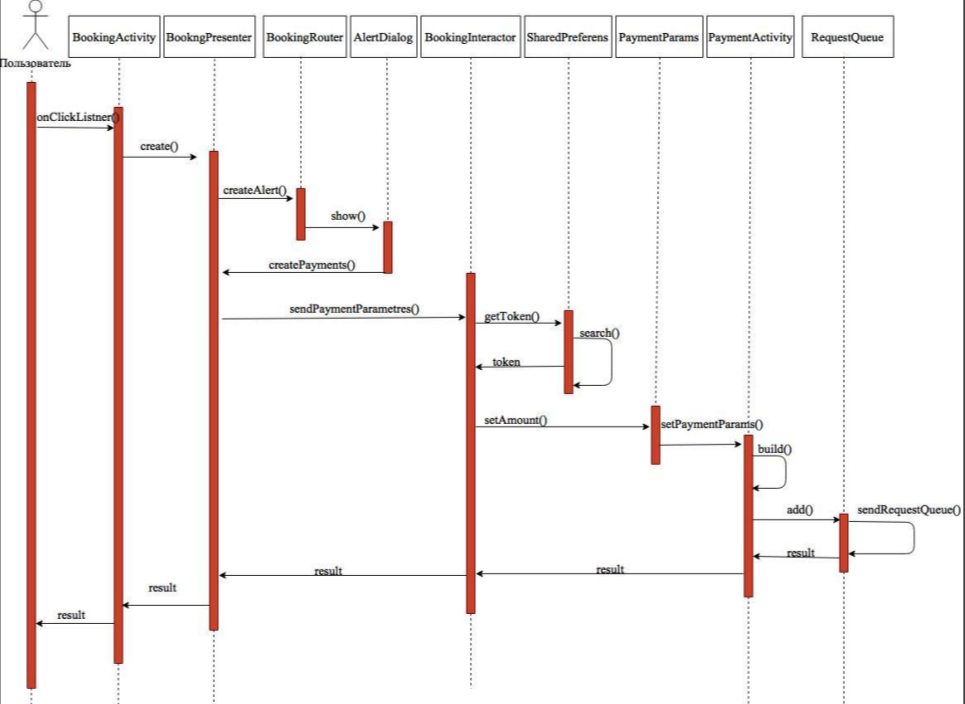 BookingActivity
BookngPresenter
BookingRouter
AlertDialog
BookingInteractor
SharedPreferens
PaymentParams
PaymentActivity
RequestQueue
Пользователь
onClickListner()
create()
createAlert()
show()
createPayments()
sendPaymentParametres()
getToken()
search()
token
setAmount()
setPaymentParams()
build()
add()
sendRequestQueue()
result
result
result
result
result